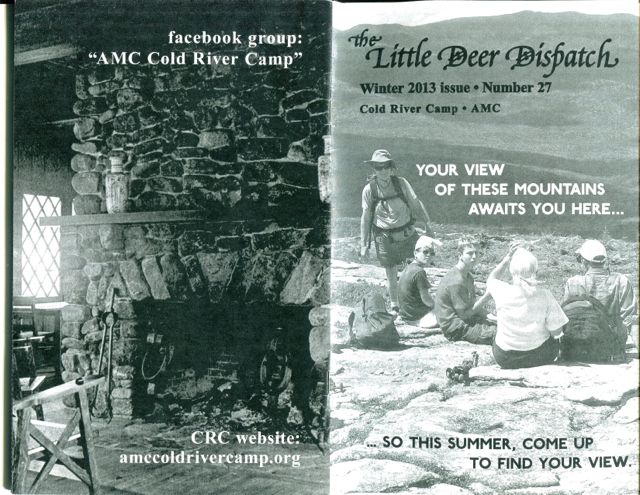 facebook group:
“AMC Cold River Camp”
CRC website:
amccoldrivercamp.org
the
Little Deer Dispatch
Winter 2013 issue • Number 27
Cold River Camp • AMC
YOUR VIEW
OF THESE MOUNTAINS
AWAITS YOU HERE...
... SO THIS SUMMER, COME UP
TO FIND YOUR VIEW.